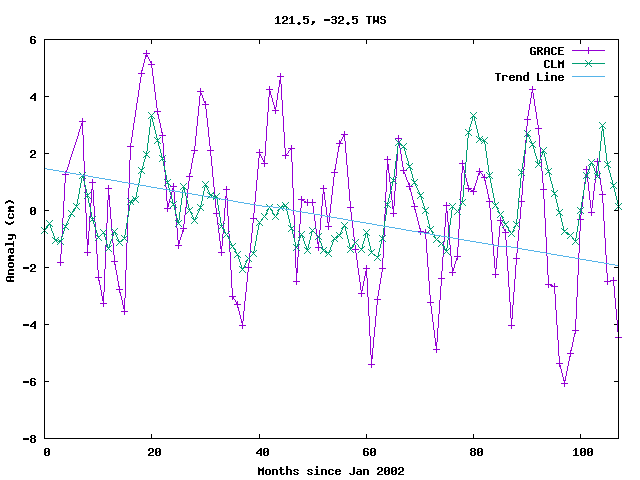 121.5, -32.5 TWS
GRACE
CLM
Trend Line
6
4
2
0
-2
-4
-6
-8
Anomaly (cm)
0 20 40 60 80 100
Months since Jan 2002